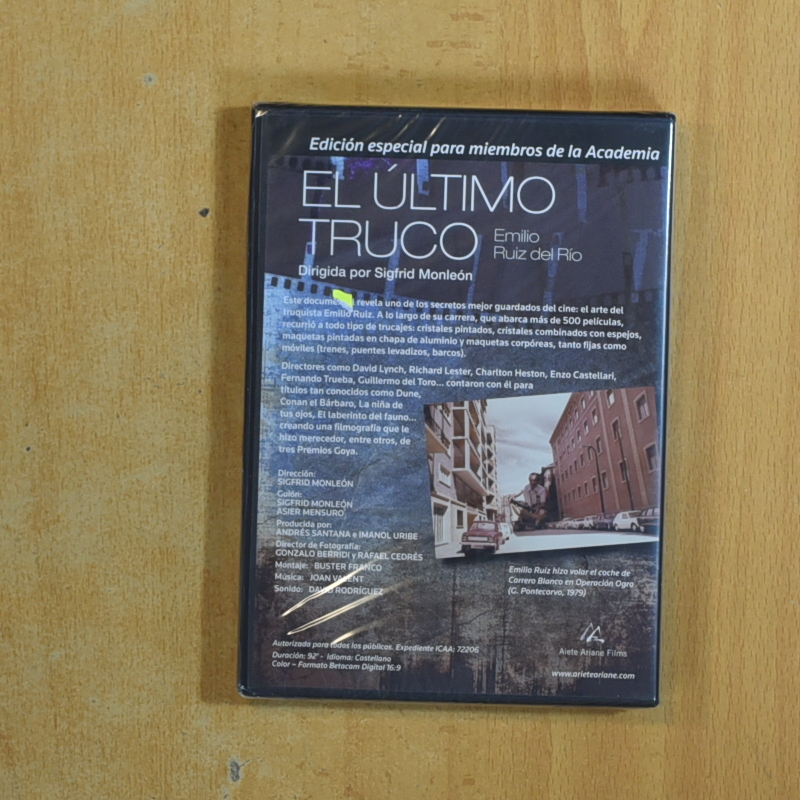 Edición especial para miembros de la Academia
EL ÚLTIMO
TRUCO
Emilio
Ruiz del Río
Dirigida por Sigfrid Monleón
Este revela uno de los secretos mejor guardados del cine: el arte del
truquista Emilio Ruiz. A lo largo de su carrera, que abarca más de 500 películas,
recurrió a todo tipo de trucajes: cristales pintados, cristales combinados con espejos,
maquetas pintadas en chapa de aluminio y maquetas corpóreas, tanto fijas como
móviles (trenes, puentes levadizos, barcos).
Directores como David Lynch, Richard Lester, Charlton Heston, Enzo Castellari,
Fernando Trueba, Guillermo del Toro... contaron con él para
títulos tan conocidos como Dune,
Conan el Bárbaro, La niña de
tus ojos, El laberinto del fauno...
creando una filmografía que le
hizo merecedor, entre otros, de
tres Premios Goya.
Dirección:
SIGFRID MONLEÓN
Guión:
SIGFRID MONLEÓN
ASIER MENSURO
Producida por:
ANDRÉS SANTANA e IMANOL URIBE
Director de Fotografía:
GONZALO BERRIDI y RAFAEL CEDRÉS
Montaje: BUSTER FRANCO
Música: JOAN VALENT
Sonido: DAVID RODRÍGUEZ
Emilio Ruiz hizo volar el coche de
Carrero Blanco en Operación Ogro
(G. Pontecorvo, 1979)
Autorizada para todos los públicos. Expediente ICAA: 72206
Duración: 92" - Idioma: Castellano
Color – Formato Betacam Digital 16:9
Aiete Ariane Films
www.arieteariane.com